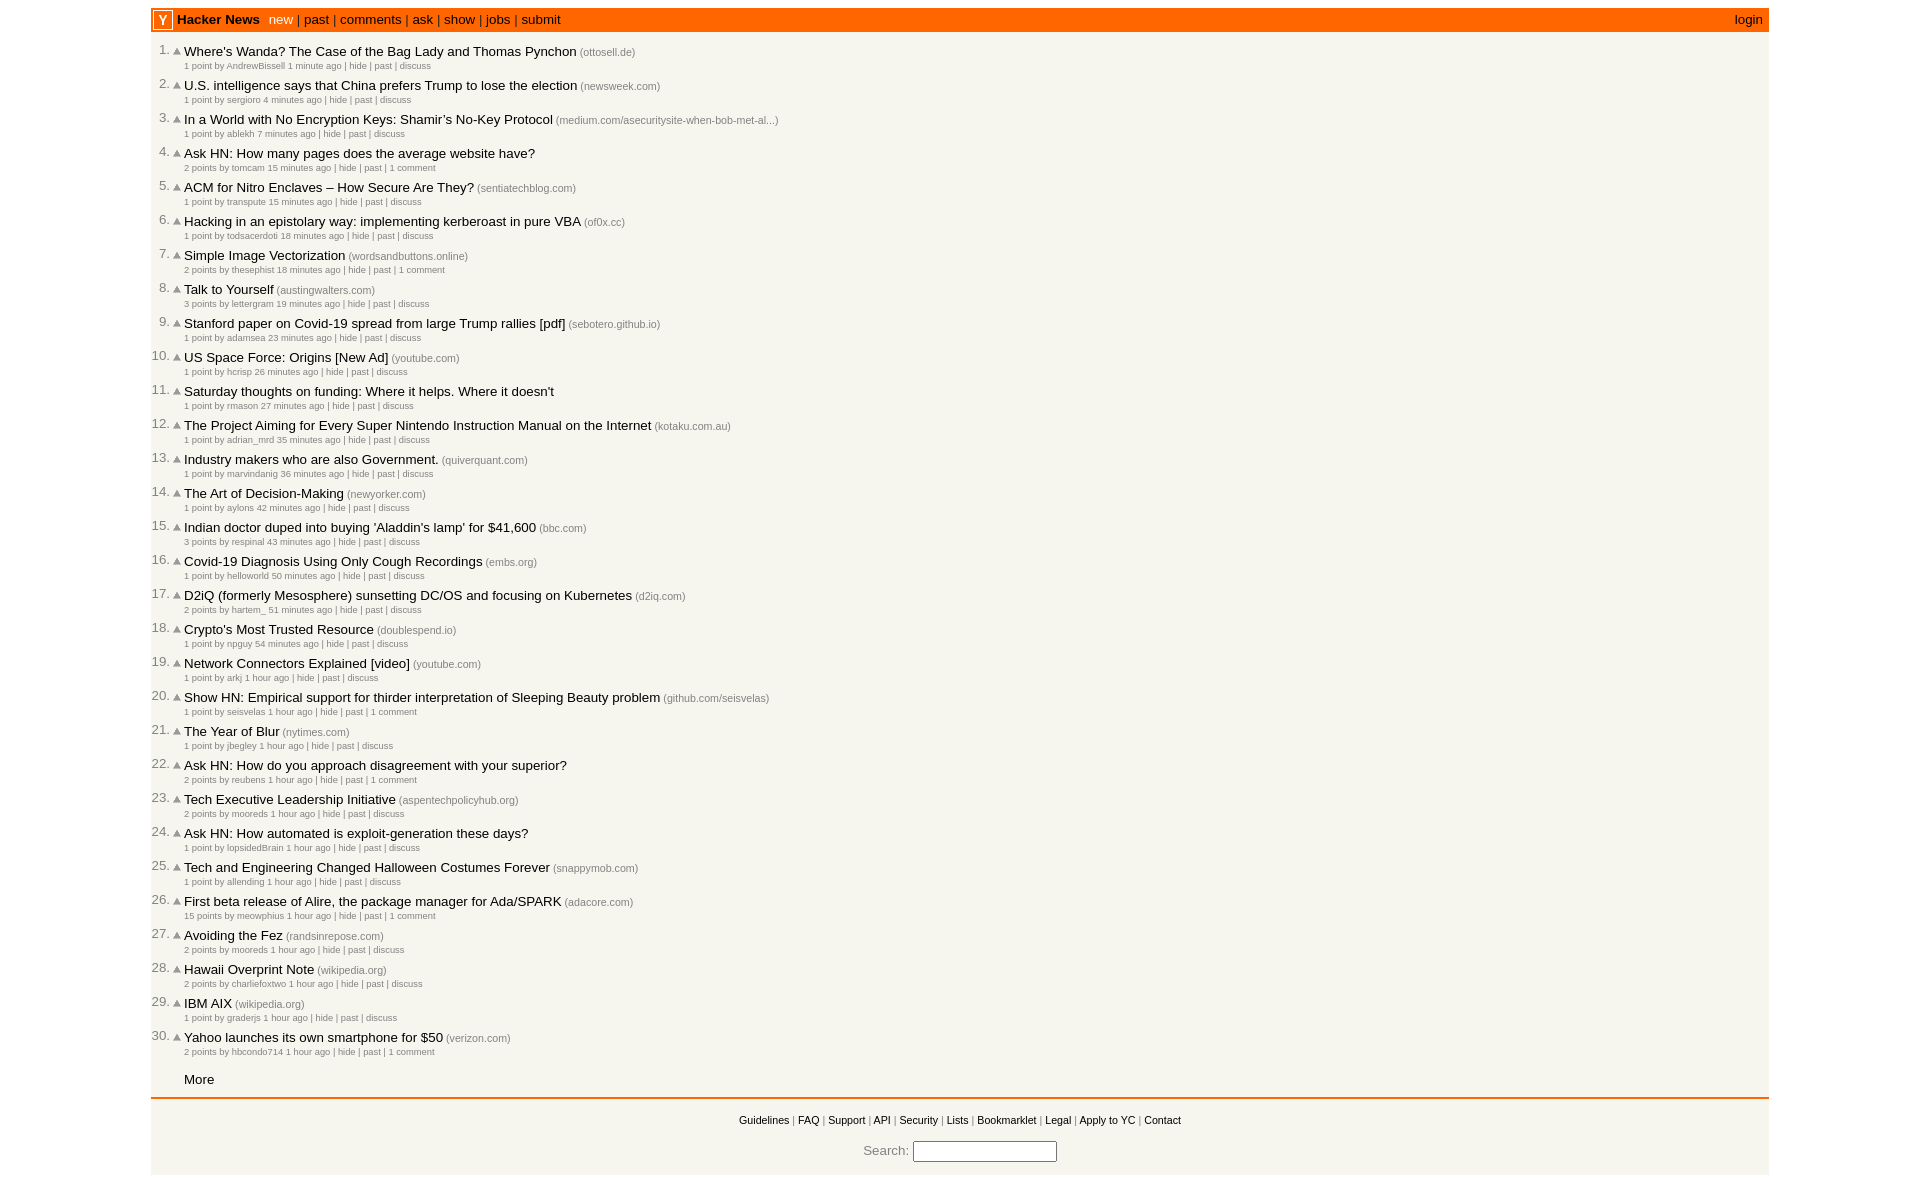 Y Hacker News new | past | comments | ask | show | jobs | submit login
1. Where's Wanda? The Case of the Bag Lady and Thomas Pynchon (ottosell.de)
1 point by AndrewBissell 1 minute ago | hide | past | discuss
2. U.S. intelligence says that China prefers Trump to lose the election (newsweek.com)
1 point by sergioro 4 minutes ago | hide | past | discuss
3. In a World with No Encryption Keys: Shamir’s No-Key Protocol (medium.com/asecuritysite-when-bob-met-al...)
1 point by ablekh 7 minutes ago | hide | past | discuss
4. Ask HN: How many pages does the average website have?
2 points by tomcam 15 minutes ago | hide | past | 1 comment
5. ACM for Nitro Enclaves – How Secure Are They? (sentiatechblog.com)
1 point by transpute 15 minutes ago | hide | past | discuss
6. Hacking in an epistolary way: implementing kerberoast in pure VBA (of0x.cc)
1 point by todsacerdoti 18 minutes ago | hide | past | discuss
7. Simple Image Vectorization (wordsandbuttons.online)
2 points by thesephist 18 minutes ago | hide | past | 1 comment
8. Talk to Yourself (austingwalters.com)
3 points by lettergram 19 minutes ago | hide | past | discuss
9. Stanford paper on Covid-19 spread from large Trump rallies [pdf] (sebotero.github.io)
1 point by adamsea 23 minutes ago | hide | past | discuss
10. US Space Force: Origins [New Ad] (youtube.com)
1 point by hcrisp 26 minutes ago | hide | past | discuss
11. Saturday thoughts on funding: Where it helps. Where it doesn't
1 point by rmason 27 minutes ago | hide | past | discuss
12. The Project Aiming for Every Super Nintendo Instruction Manual on the Internet (kotaku.com.au)
1 point by adrian_mrd 35 minutes ago | hide | past | discuss
13. Industry makers who are also Government. (quiverquant.com)
1 point by marvindanig 36 minutes ago | hide | past | discuss
14. The Art of Decision-Making (newyorker.com)
1 point by aylons 42 minutes ago | hide | past | discuss
15. Indian doctor duped into buying 'Aladdin's lamp' for $41,600 (bbc.com)
3 points by respinal 43 minutes ago | hide | past | discuss
16. Covid-19 Diagnosis Using Only Cough Recordings (embs.org)
1 point by helloworld 50 minutes ago | hide | past | discuss
17. D2iQ (formerly Mesosphere) sunsetting DC/OS and focusing on Kubernetes (d2iq.com)
2 points by hartem_ 51 minutes ago | hide | past | discuss
18. Crypto's Most Trusted Resource (doublespend.io)
1 point by npguy 54 minutes ago | hide | past | discuss
19. Network Connectors Explained [video] (youtube.com)
1 point by arkj 1 hour ago | hide | past | discuss
20. Show HN: Empirical support for thirder interpretation of Sleeping Beauty problem (github.com/seisvelas)
1 point by seisvelas 1 hour ago | hide | past | 1 comment
21. The Year of Blur (nytimes.com)
1 point by jbegley 1 hour ago | hide | past | discuss
22. Ask HN: How do you approach disagreement with your superior?
2 points by reubens 1 hour ago | hide | past | 1 comment
23. Tech Executive Leadership Initiative (aspentechpolicyhub.org)
2 points by mooreds 1 hour ago | hide | past | discuss
24. Ask HN: How automated is exploit-generation these days?
1 point by lopsidedBrain 1 hour ago | hide | past | discuss
25. Tech and Engineering Changed Halloween Costumes Forever (snappymob.com)
1 point by allending 1 hour ago | hide | past | discuss
26. First beta release of Alire, the package manager for Ada/SPARK (adacore.com)
15 points by meowphius 1 hour ago | hide | past | 1 comment
27. Avoiding the Fez (randsinrepose.com)
2 points by mooreds 1 hour ago | hide | past | discuss
28. Hawaii Overprint Note (wikipedia.org)
2 points by charliefoxtwo 1 hour ago | hide | past | discuss
29. IBM AIX (wikipedia.org)
1 point by graderjs 1 hour ago | hide | past | discuss
30. Yahoo launches its own smartphone for $50 (verizon.com)
2 points by hbcondo714 1 hour ago | hide | past | 1 comment
More
Guidelines | FAQ | Support | API | Security | Lists | Bookmarklet | Legal | Apply to YC | Contact
Search: